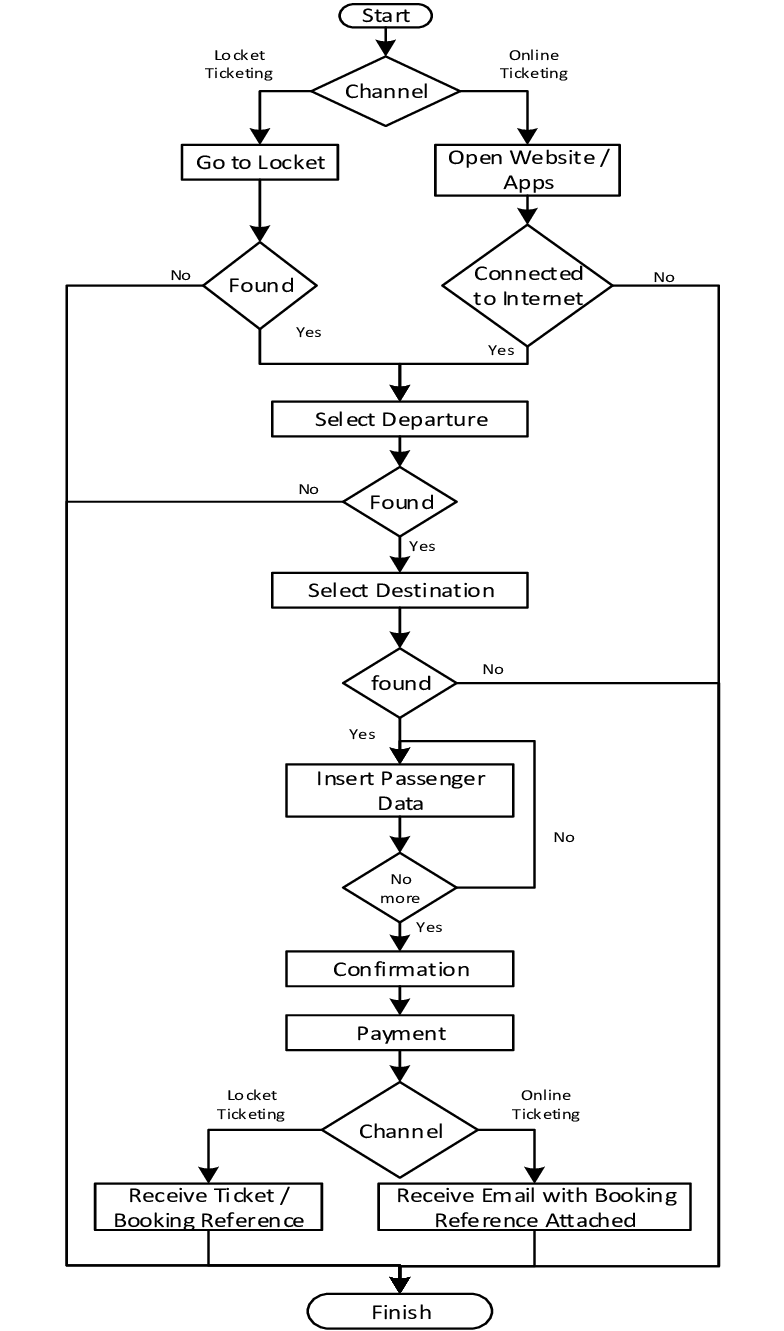 Start
Locket
Ticketing
Online
Ticketing
Channel
Go to Locket
Open Website /
Apps
No
Found
Yes
Connected
to Internet
No
Yes
Select Departure
No
Found
Yes
Select Destination
found
No
Yes
Insert Passenger
Data
No
No
more
Yes
Confirmation
Payment
Locket
Ticketing
Online
Ticketing
Channel
Receive Ticket /
Booking Reference
Receive Email with Booking
Reference Attached
Finish